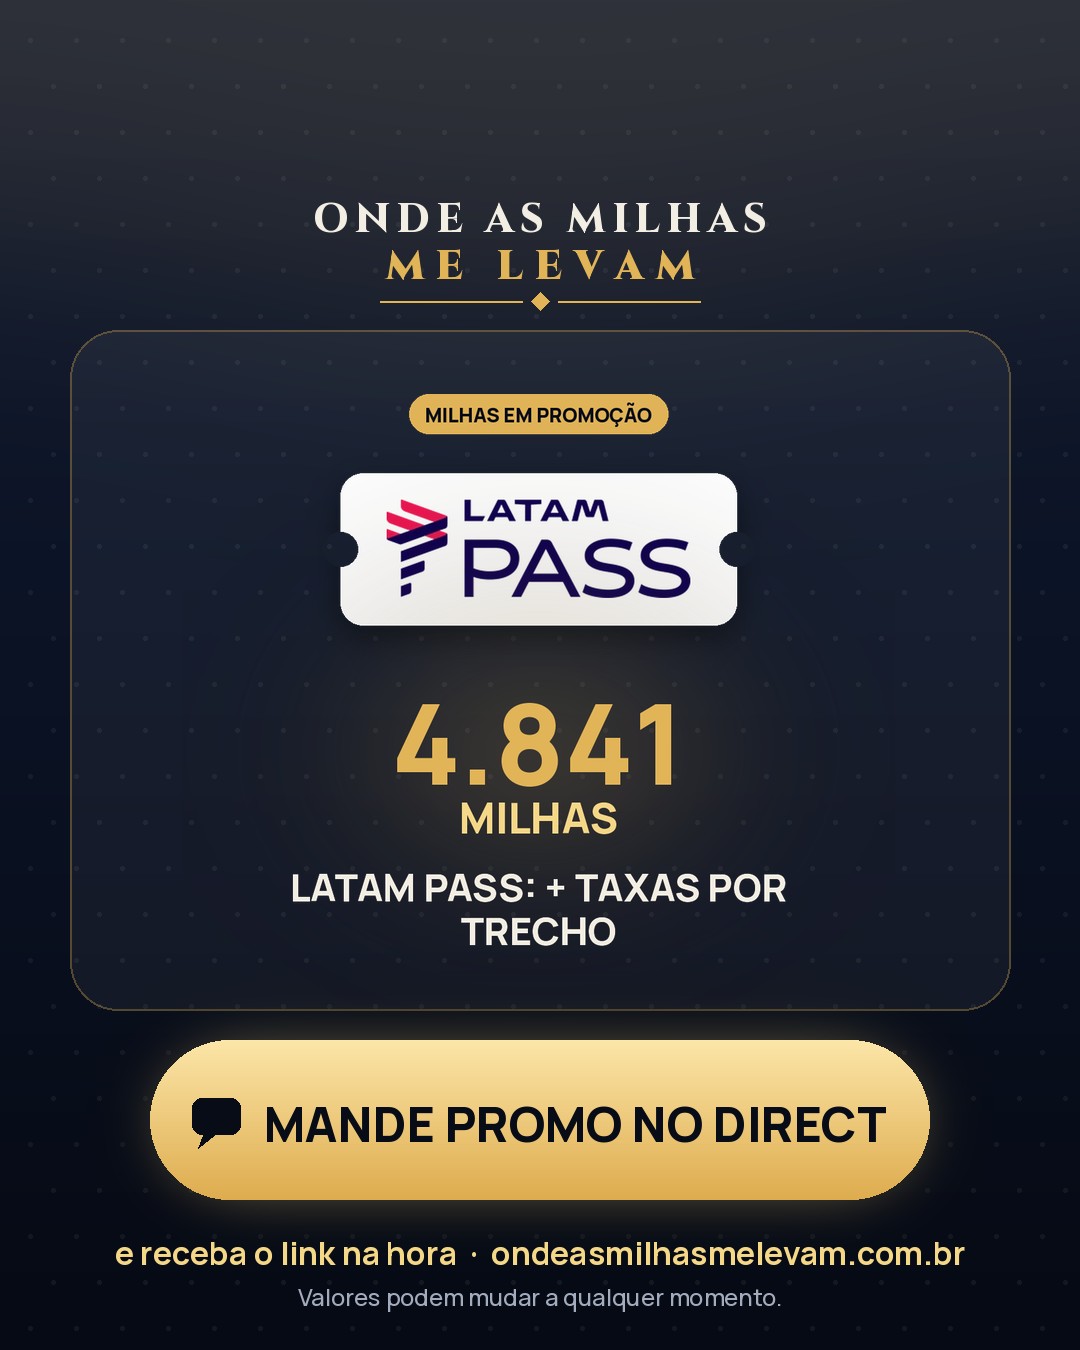 ONDE AS MILHAS
ME LEVAM
MILHAS EM PROMOÇÃO
LATAM
PASS
4.841
MILHAS
LATAM PASS: + TAXAS POR
TRECHO
MANDE PROMO NO DIRECT
e receba o link na hora · ondeasmilhasmelevam.com.br
Valores podem mudar a qualquer momento.